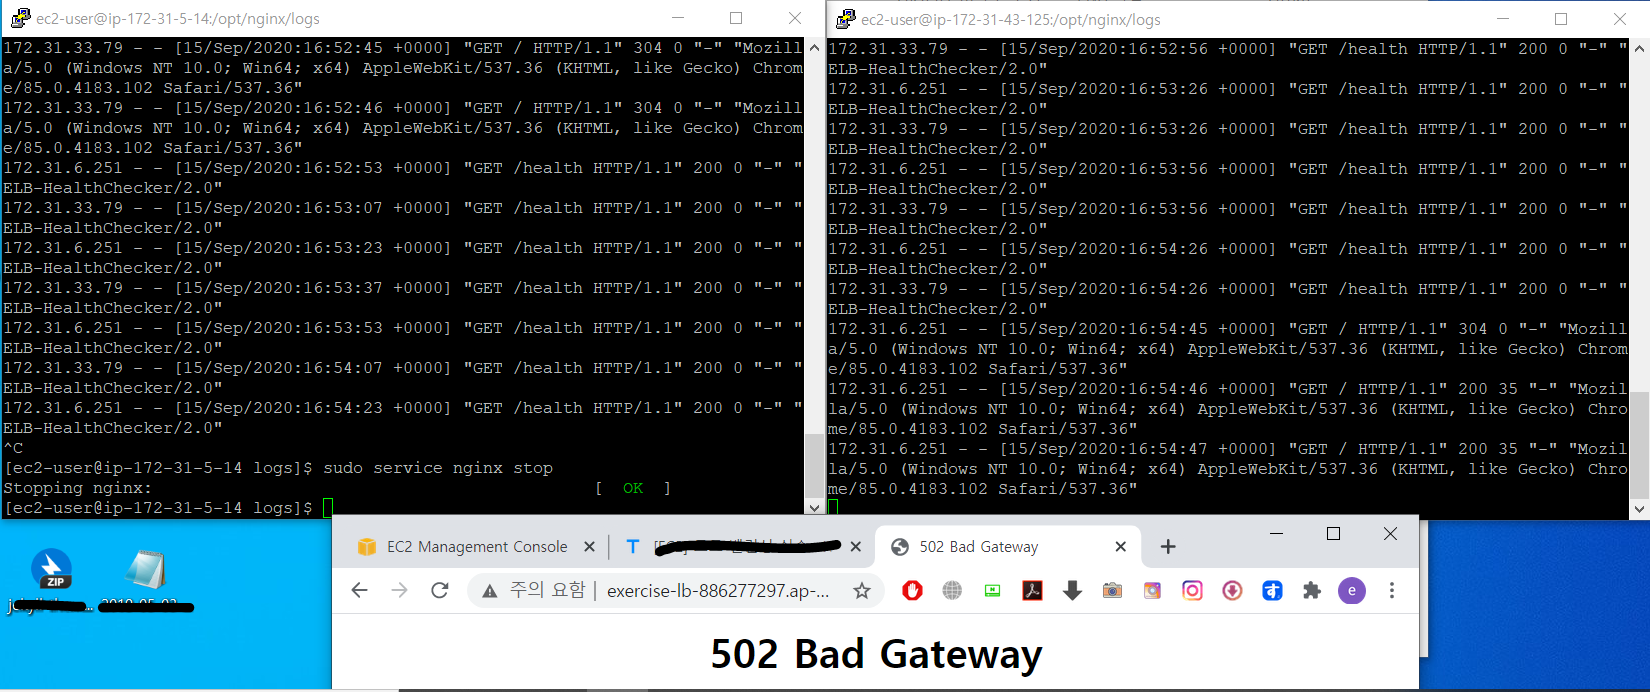 ec2-user@ip-172-31-5-14:/opt/nginx/logs
172.31.33.79 - - [15/Sep/2020:16:52:45 +0000] "GET / HTTP/1.1" 304 0 "-" "Mozill
a/5.0 (Windows NT 10.0; Win64; x64) AppleWebKit/537.36 (KHTML, like Gecko) Chrom
e/85.0.4183.102 Safari/537.36"
172.31.33.79 - - [15/Sep/2020:16:52:46 +0000] "GET / HTTP/1.1" 304 0 "-" "Mozill
a/5.0 (Windows NT 10.0; Win64; x64) AppleWebKit/537.36 (KHTML, like Gecko) Chrom
e/85.0.4183.102 Safari/537.36"
172.31.6.251 - - [15/Sep/2020:16:52:53 +0000] "GET /health HTTP/1.1" 200 0 "-" "
ELB-HealthChecker/2.0"
172.31.33.79 - - [15/Sep/2020:16:53:07 +0000] "GET /health HTTP/1.1" 200 0 "-" "
ELB-HealthChecker/2.0"
172.31.6.251 - - [15/Sep/2020:16:53:23 +0000] "GET /health HTTP/1.1" 200 0 "-" "
ELB-HealthChecker/2.0"
172.31.33.79 - - [15/Sep/2020:16:53:37 +0000] "GET /health HTTP/1.1" 200 0 "-" "
ELB-HealthChecker/2.0"
172.31.6.251 - - [15/Sep/2020:16:53:53 +0000] "GET /health HTTP/1.1" 200 0 "-" "
ELB-HealthChecker/2.0"
172.31.33.79 - - [15/Sep/2020:16:54:07 +0000] "GET /health HTTP/1.1" 200 0 "-" "
ELB-HealthChecker/2.0"
172.31.6.251 - - [15/Sep/2020:16:54:23 +0000] "GET /health HTTP/1.1" 200 0 "-" "
ELB-HealthChecker/2.0"
^C
[ec2-user@ip-172-31-5-14 logs]$ sudo service nginx stop
Stopping nginx: [ OK ]
[ec2-user@ip-172-31-5-14 logs]$
ec2-user@ip-172-31-43-125:/opt/nginx/logs
172.31.33.79 - - [15/Sep/2020:16:52:56 +0000] "GET /health HTTP/1.1" 200 0 "-" "
ELB-HealthChecker/2.0"
172.31.6.251 - - [15/Sep/2020:16:53:26 +0000] "GET /health HTTP/1.1" 200 0 "-" "
ELB-HealthChecker/2.0"
172.31.33.79 - - [15/Sep/2020:16:53:26 +0000] "GET /health HTTP/1.1" 200 0 "-" "
ELB-HealthChecker/2.0"
172.31.6.251 - - [15/Sep/2020:16:53:56 +0000] "GET /health HTTP/1.1" 200 0 "-" "
ELB-HealthChecker/2.0"
172.31.33.79 - - [15/Sep/2020:16:53:56 +0000] "GET /health HTTP/1.1" 200 0 "-" "
ELB-HealthChecker/2.0"
172.31.6.251 - - [15/Sep/2020:16:54:26 +0000] "GET /health HTTP/1.1" 200 0 "-" "
ELB-HealthChecker/2.0"
172.31.33.79 - - [15/Sep/2020:16:54:26 +0000] "GET /health HTTP/1.1" 200 0 "-" "
ELB-HealthChecker/2.0"
172.31.6.251 - - [15/Sep/2020:16:54:45 +0000] "GET / HTTP/1.1" 304 0 "-" "Mozill
a/5.0 (Windows NT 10.0; Win64; x64) AppleWebKit/537.36 (KHTML, like Gecko) Chrom
e/85.0.4183.102 Safari/537.36"
172.31.6.251 - - [15/Sep/2020:16:54:46 +0000] "GET / HTTP/1.1" 200 35 "-" "Mozil
la/5.0 (Windows NT 10.0; Win64; x64) AppleWebKit/537.36 (KHTML, like Gecko) Chro
me/85.0.4183.102 Safari/537.36"
172.31.6.251 - - [15/Sep/2020:16:54:47 +0000] "GET / HTTP/1.1" 200 35 "-" "Mozil
la/5.0 (Windows NT 10.0; Win64; x64) AppleWebKit/537.36 (KHTML, like Gecko) Chro
me/85.0.4183.102 Safari/537.36"
ZIP
EC2 Management Console
502 Bad Gateway
주의 요함 | exercise-lb-886277297.ap-...
e
502 Bad Gateway